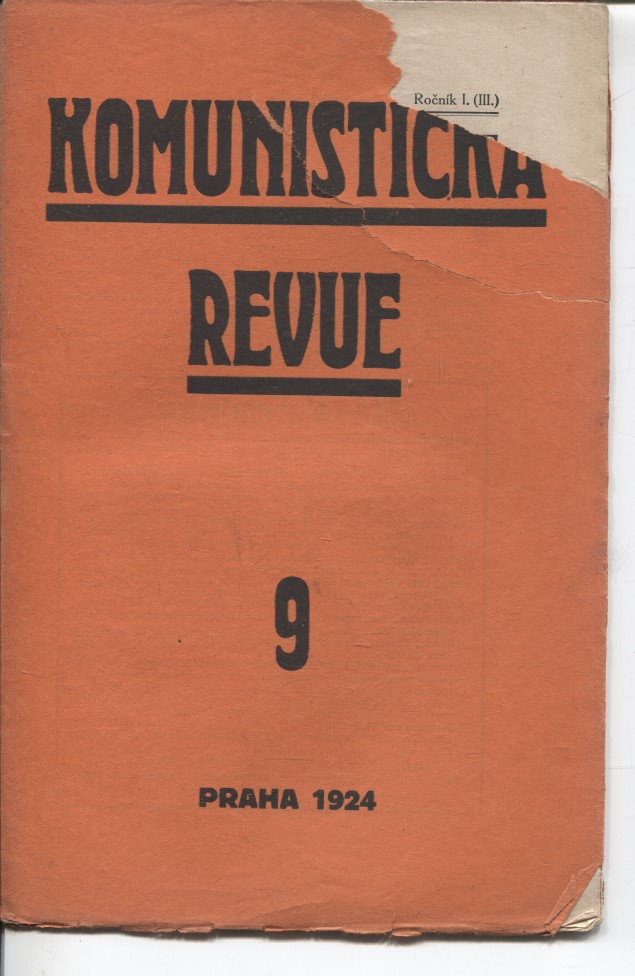 Ročník I. (III.)
KOMUNISTICKÁ
REVUE
9
PRAHA 1924